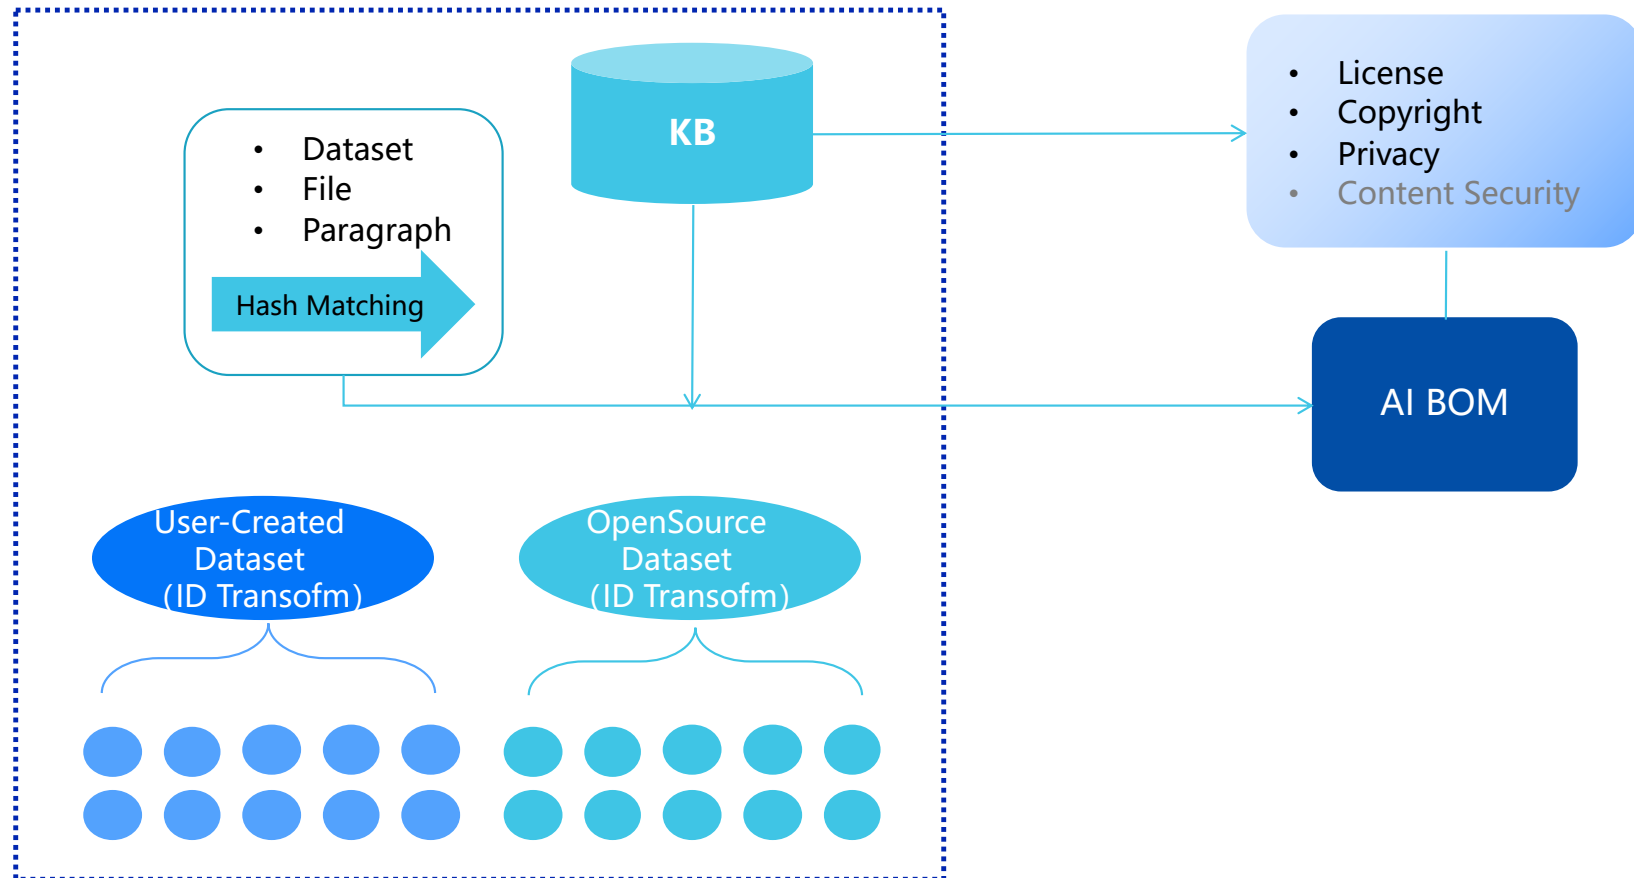 • Dataset
• File
• Paragraph
Hash Matching
KB
• License
• Copyright
• Privacy
• Content Security
AI BOM
User-Created
Dataset
（ID Transofm）
OpenSource
Dataset
（ID Transofm）